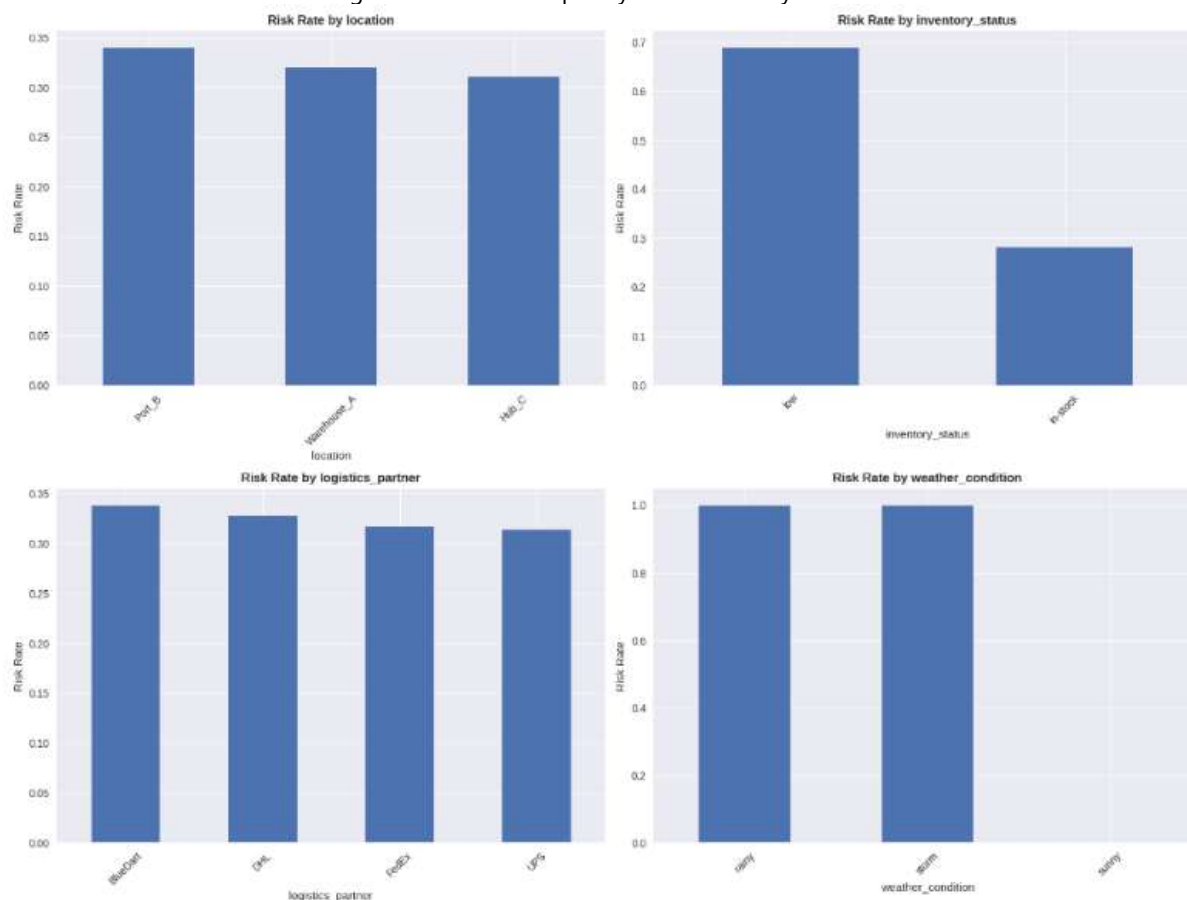 Risk Rate by location
0.35
0.30
0.25
0.20
0.15
0.10
0.05
0.00
Risk Rate
Port_B
Warehouse_A
Hub_C
location
Risk Rate by inventory_status
0.7
0.6
0.5
0.4
0.3
0.2
0.1
0.0
Risk Rate
low
in-stock
inventory_status
Risk Rate by logistics_partner
0.35
0.30
0.25
0.20
0.15
0.10
0.05
0.00
Risk Rate
BlueDart
DHL
FedEx
UPS
logistics_partner
Risk Rate by weather_condition
1.0
0.8
0.6
0.4
0.2
0.0
Risk Rate
rainy
storm
sunny
weather_condition